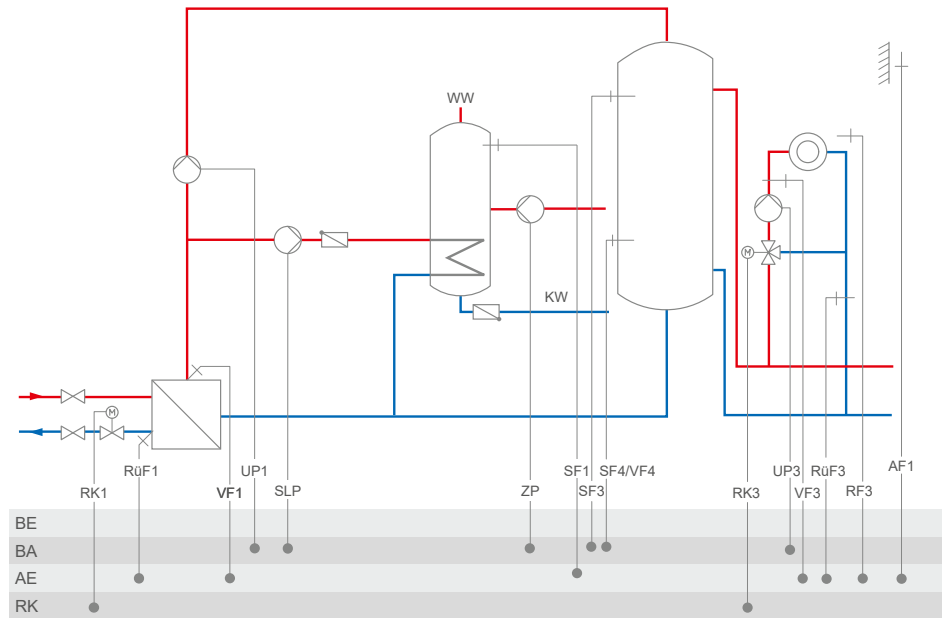 WW
KW
M
M
RüF1
UP1
SF1
SF4/VF4
UP3
RüF3
AF1
RK1
VF1
SLP
ZP
SF3
RK3
VF3
RF3
BE
BA
AE
RK